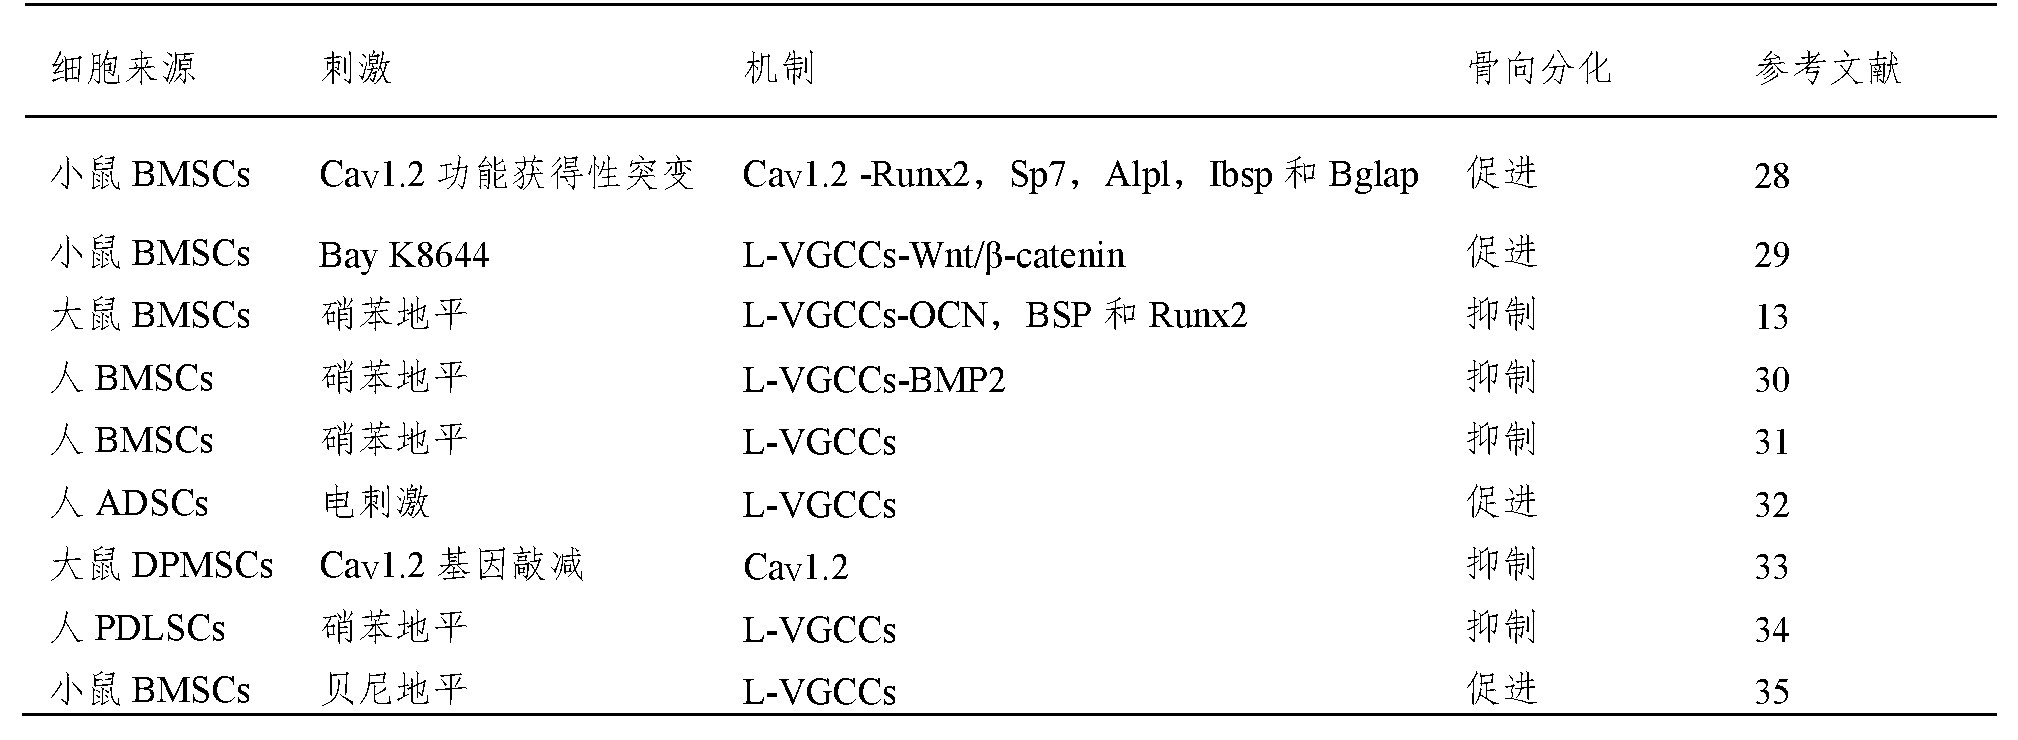 细胞来源 刺激 机制 骨向分化 参考文献
小鼠 BMSCs Cav1.2 功能获得性突变 Cav1.2 -Runx2，Sp7，Alpl，Ibsp 和 Bglap 促进 28
小鼠 BMSCs Bay K8644 L-VGCCs-Wnt/β-catenin 促进 29
大鼠 BMSCs 硝苯地平 L-VGCCs-OCN，BSP 和 Runx2 抑制 13
人 BMSCs 硝苯地平 L-VGCCs-BMP2 抑制 30
人 BMSCs 硝苯地平 L-VGCCs 抑制 31
人 ADSCs 电刺激 L-VGCCs 促进 32
大鼠 DPMSCs Cav1.2 基因敲减 Cav1.2 抑制 33
人 PDLSCs 硝苯地平 L-VGCCs 抑制 34
小鼠 BMSCs 贝尼地平 L-VGCCs 促进 35